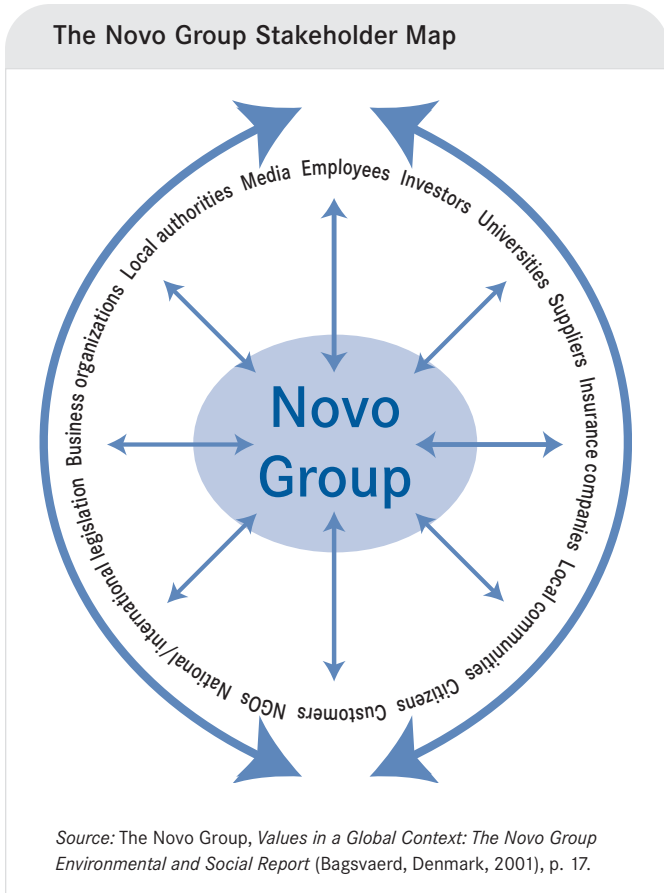 The Novo Group Stakeholder Map
Employees Investors Universities Suppliers Insurance companies Local communities Citizens Customers NGOs National/international legislation Business organizations Local authorities Media
Novo
Group
Source: The Novo Group, Values in a Global Context: The Novo Group
Environmental and Social Report (Bagsvaerd, Denmark, 2001), p. 17.